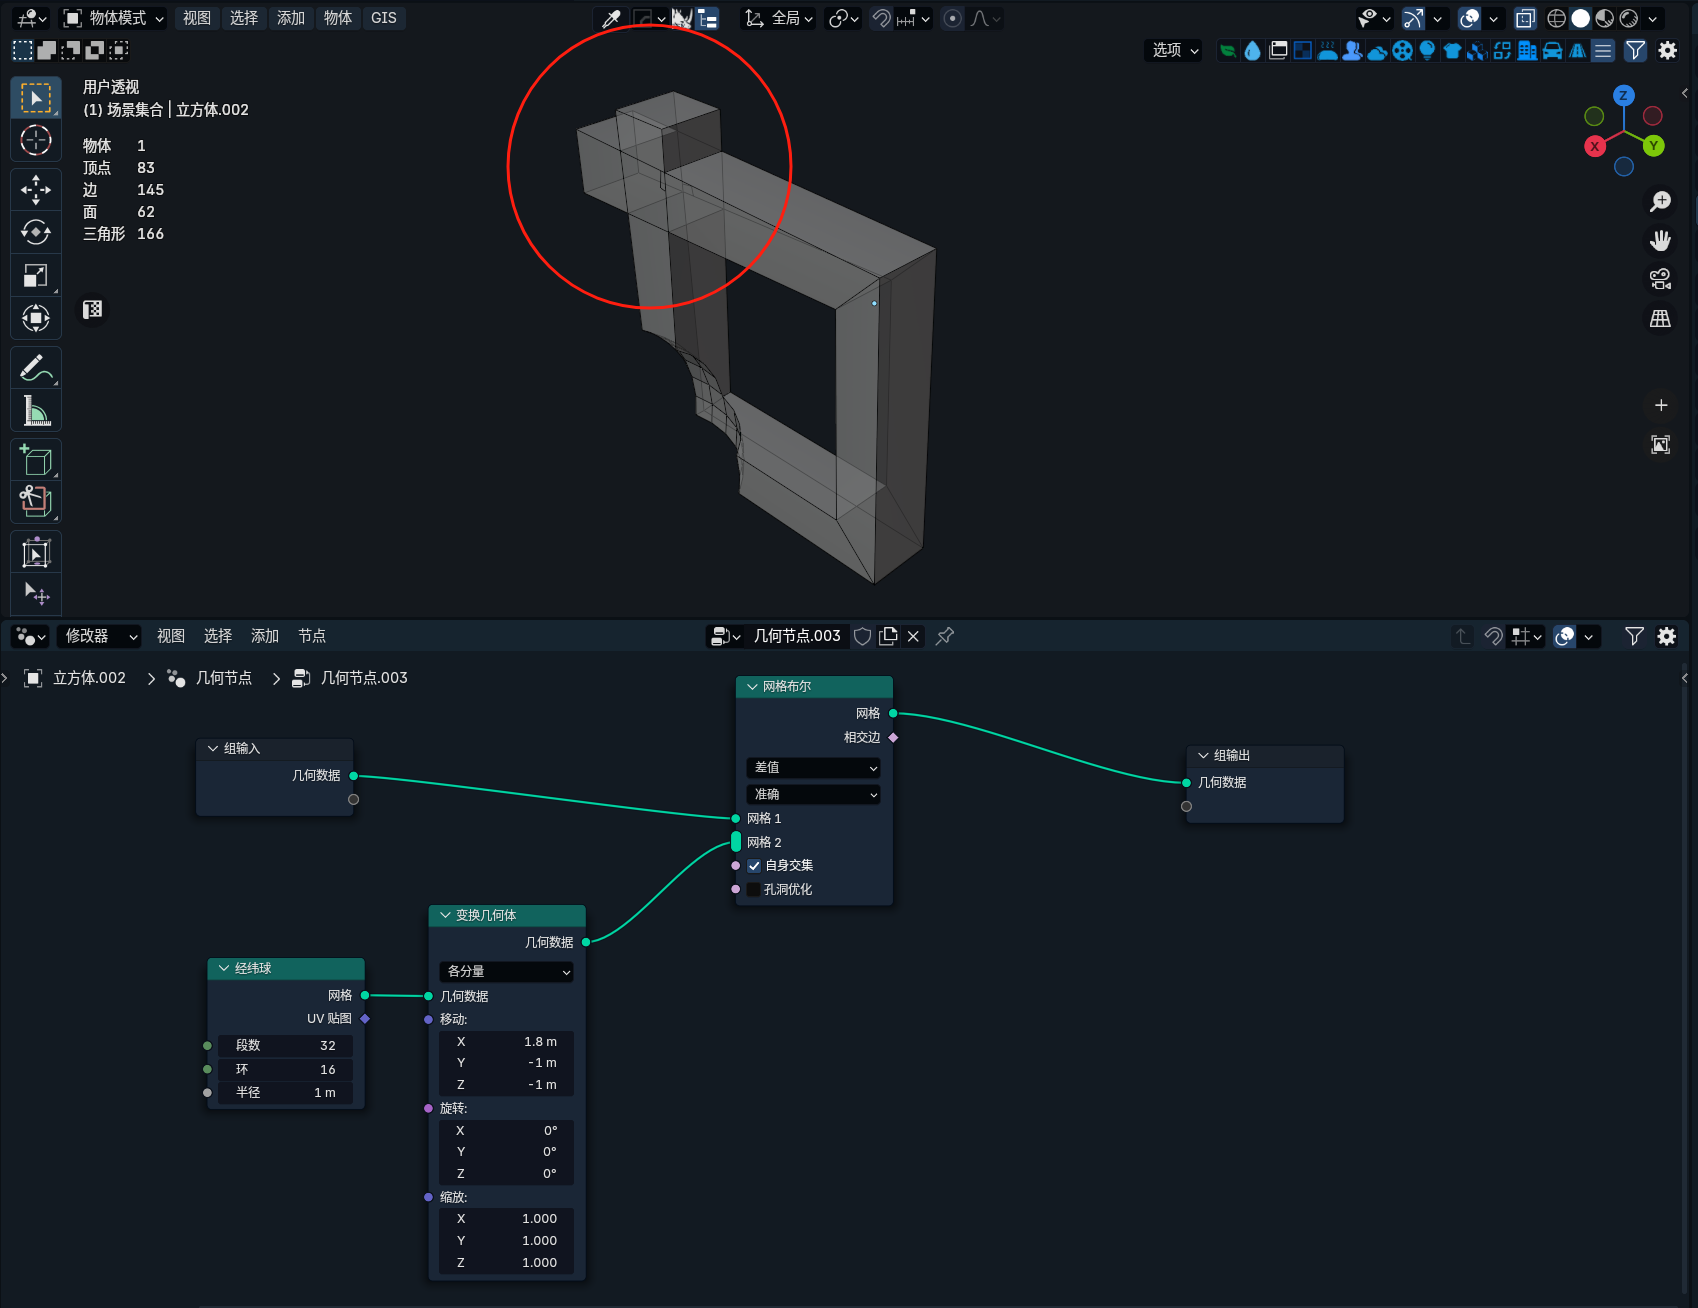 物体模式 视图 选择 添加 物体 GIS 全局
选项
用户透视
(1) 场景集合 | 立方体.002
物体 1
顶点 83
边 145
面 62
三角形 166
Z
X
Y
修改器 视图 选择 添加 节点 几何节点.003
立方体.002 几何节点 几何节点.003
组输入
几何数据
网格布尔
网格
相交边
差值
准确
网格 1
网格 2
自身交集
孔洞优化
组输出
几何数据
经纬球
网格
UV 贴图
段数 32
环 16
半径 1 m
变换几何体
几何数据
各分量
几何数据
移动:
X 1.8 m
Y -1 m
Z -1 m
旋转:
X 0°
Y 0°
Z 0°
缩放:
X 1.000
Y 1.000
Z 1.000